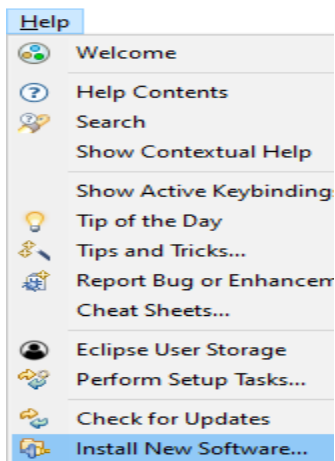 Help
Welcome
Help Contents
Search
Show Contextual Help
Show Active Keybinding
Tip of the Day
Tips and Tricks...
Report Bug or Enhancem
Cheat Sheets...
Eclipse User Storage
Perform Setup Tasks...
Check for Updates
Install New Software...